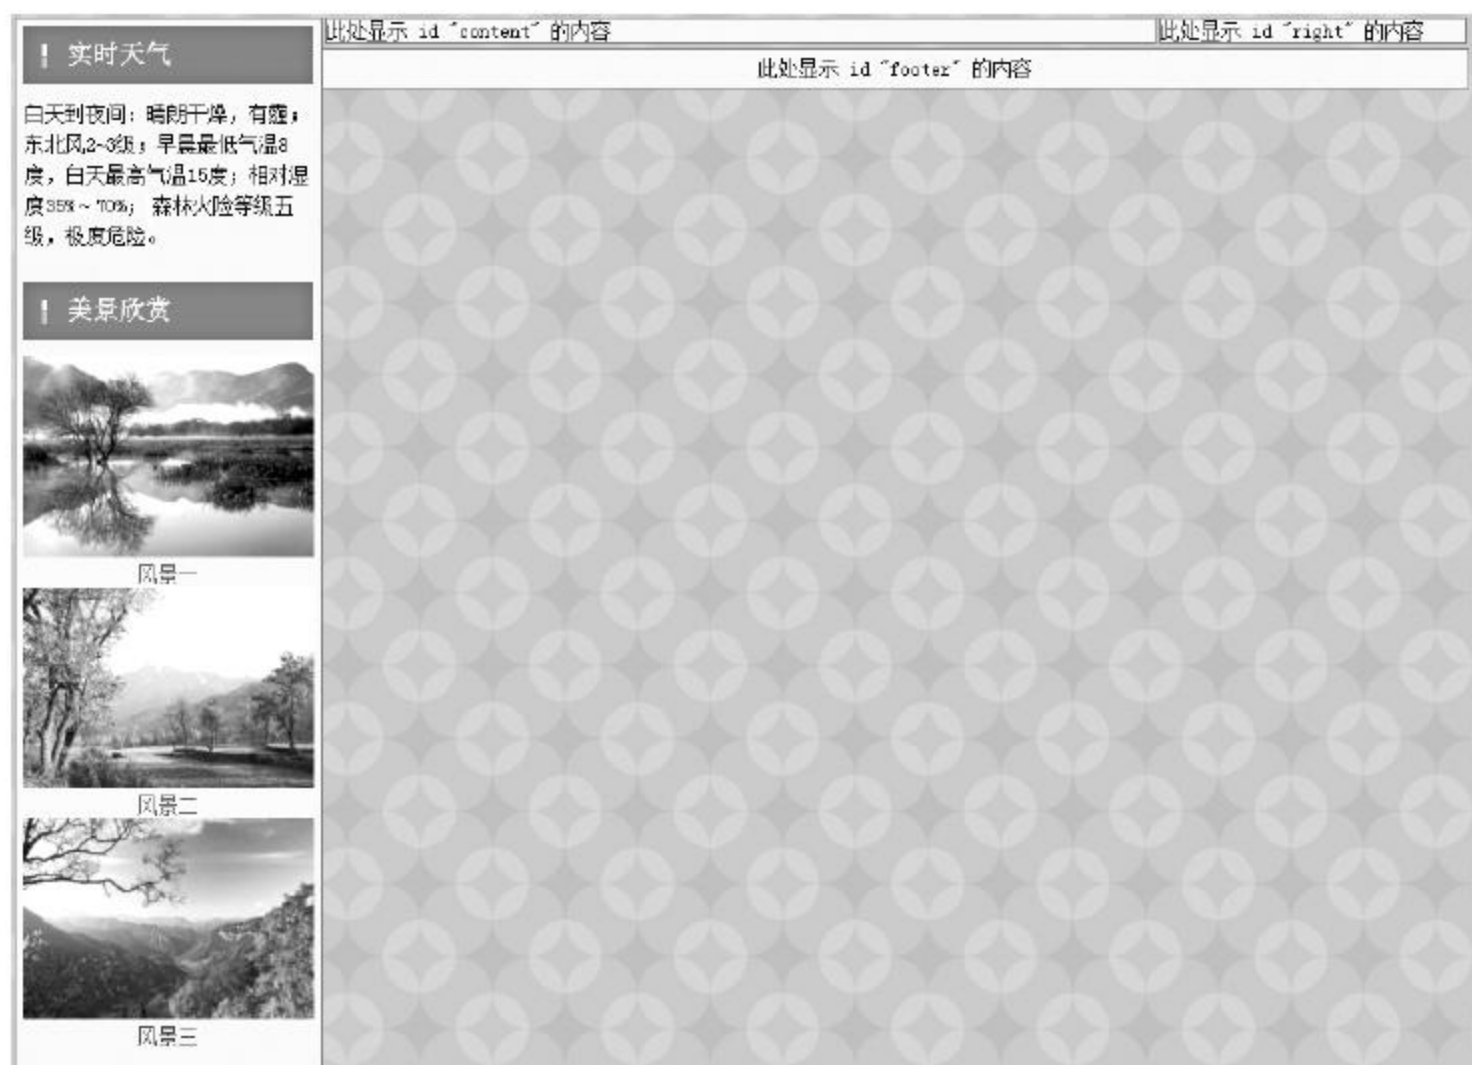 实时天气
白天到夜间：晴朗干燥，有霾；
东北风2~3级；早晨最低气温8
度，白天最高气温15度；相对湿
度35%～70%； 森林火险等级五
级，极度危险。
美景欣赏
风景一
风景二
风景三
此处显示 id "content" 的内容
此处显示 id "right" 的内容
此处显示 id "footer" 的内容